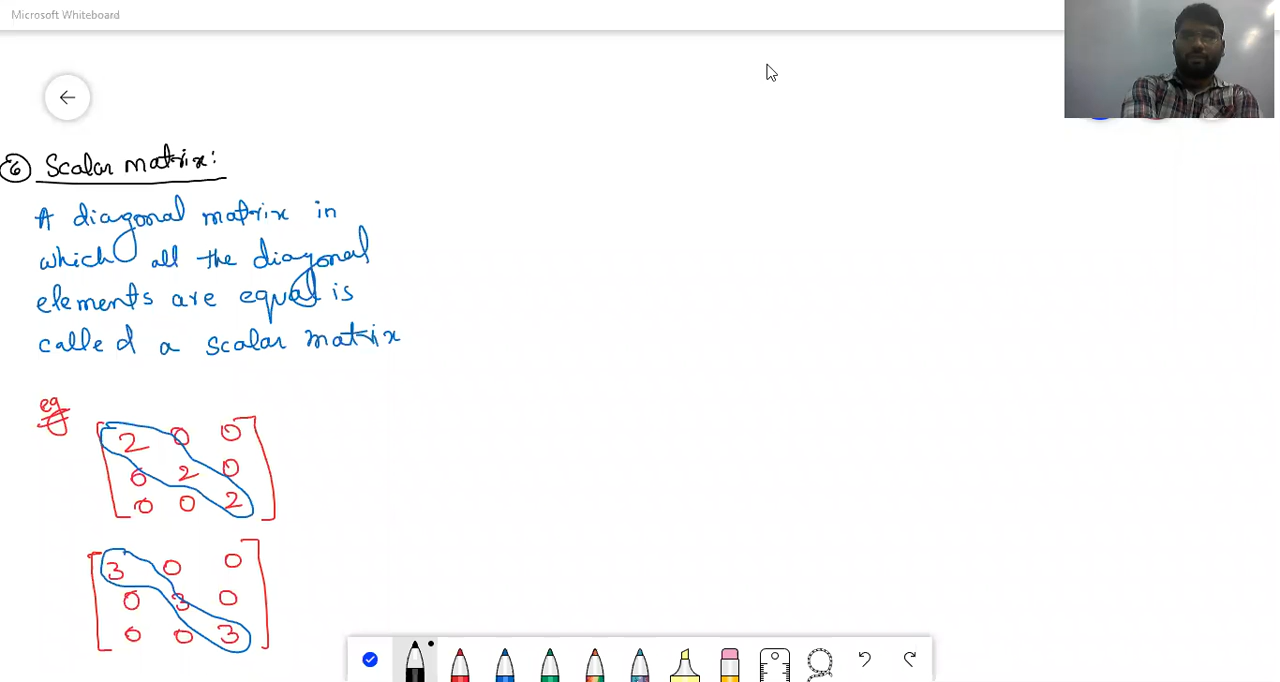 Microsoft Whiteboard
⑥ Scalar matrix:
A diagonal matrix in
which all the diagonal
elements are equal is
called a scalar matrix
eg
2 0 0
0 2 0
0 0 2
3 0 0
0 3 0
0 0 3